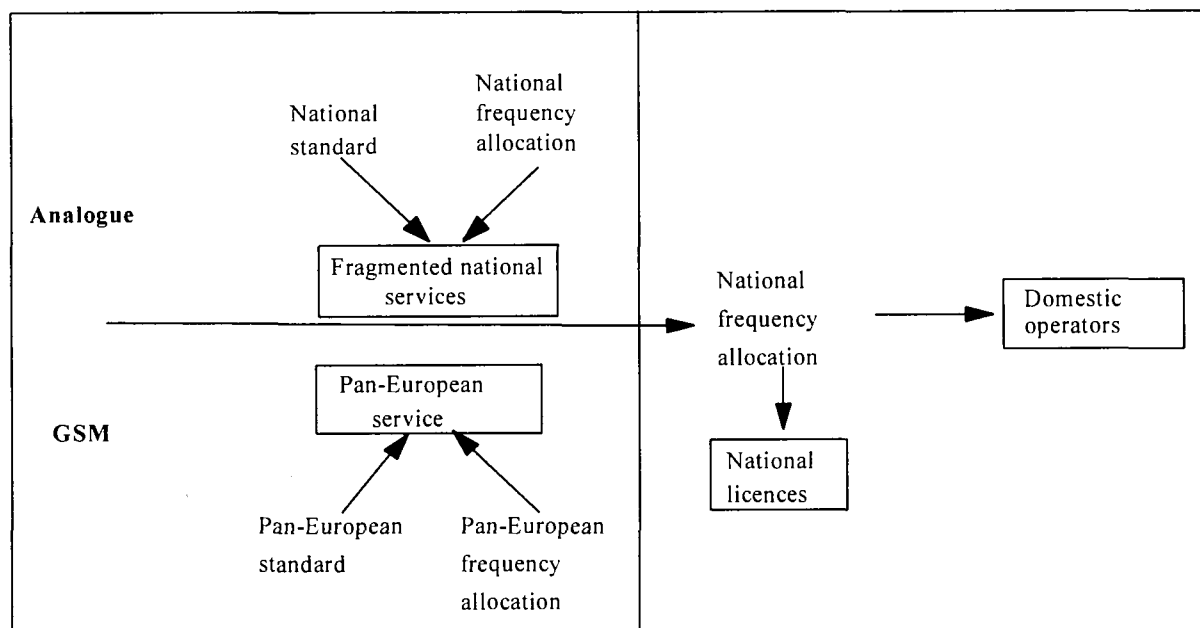 National
standard
National
frequency
allocation
Analogue
Fragmented national
services
National
frequency
allocation
Domestic
operators
Pan-European
service
GSM
National
licences
Pan-European
standard
Pan-European
frequency
allocation